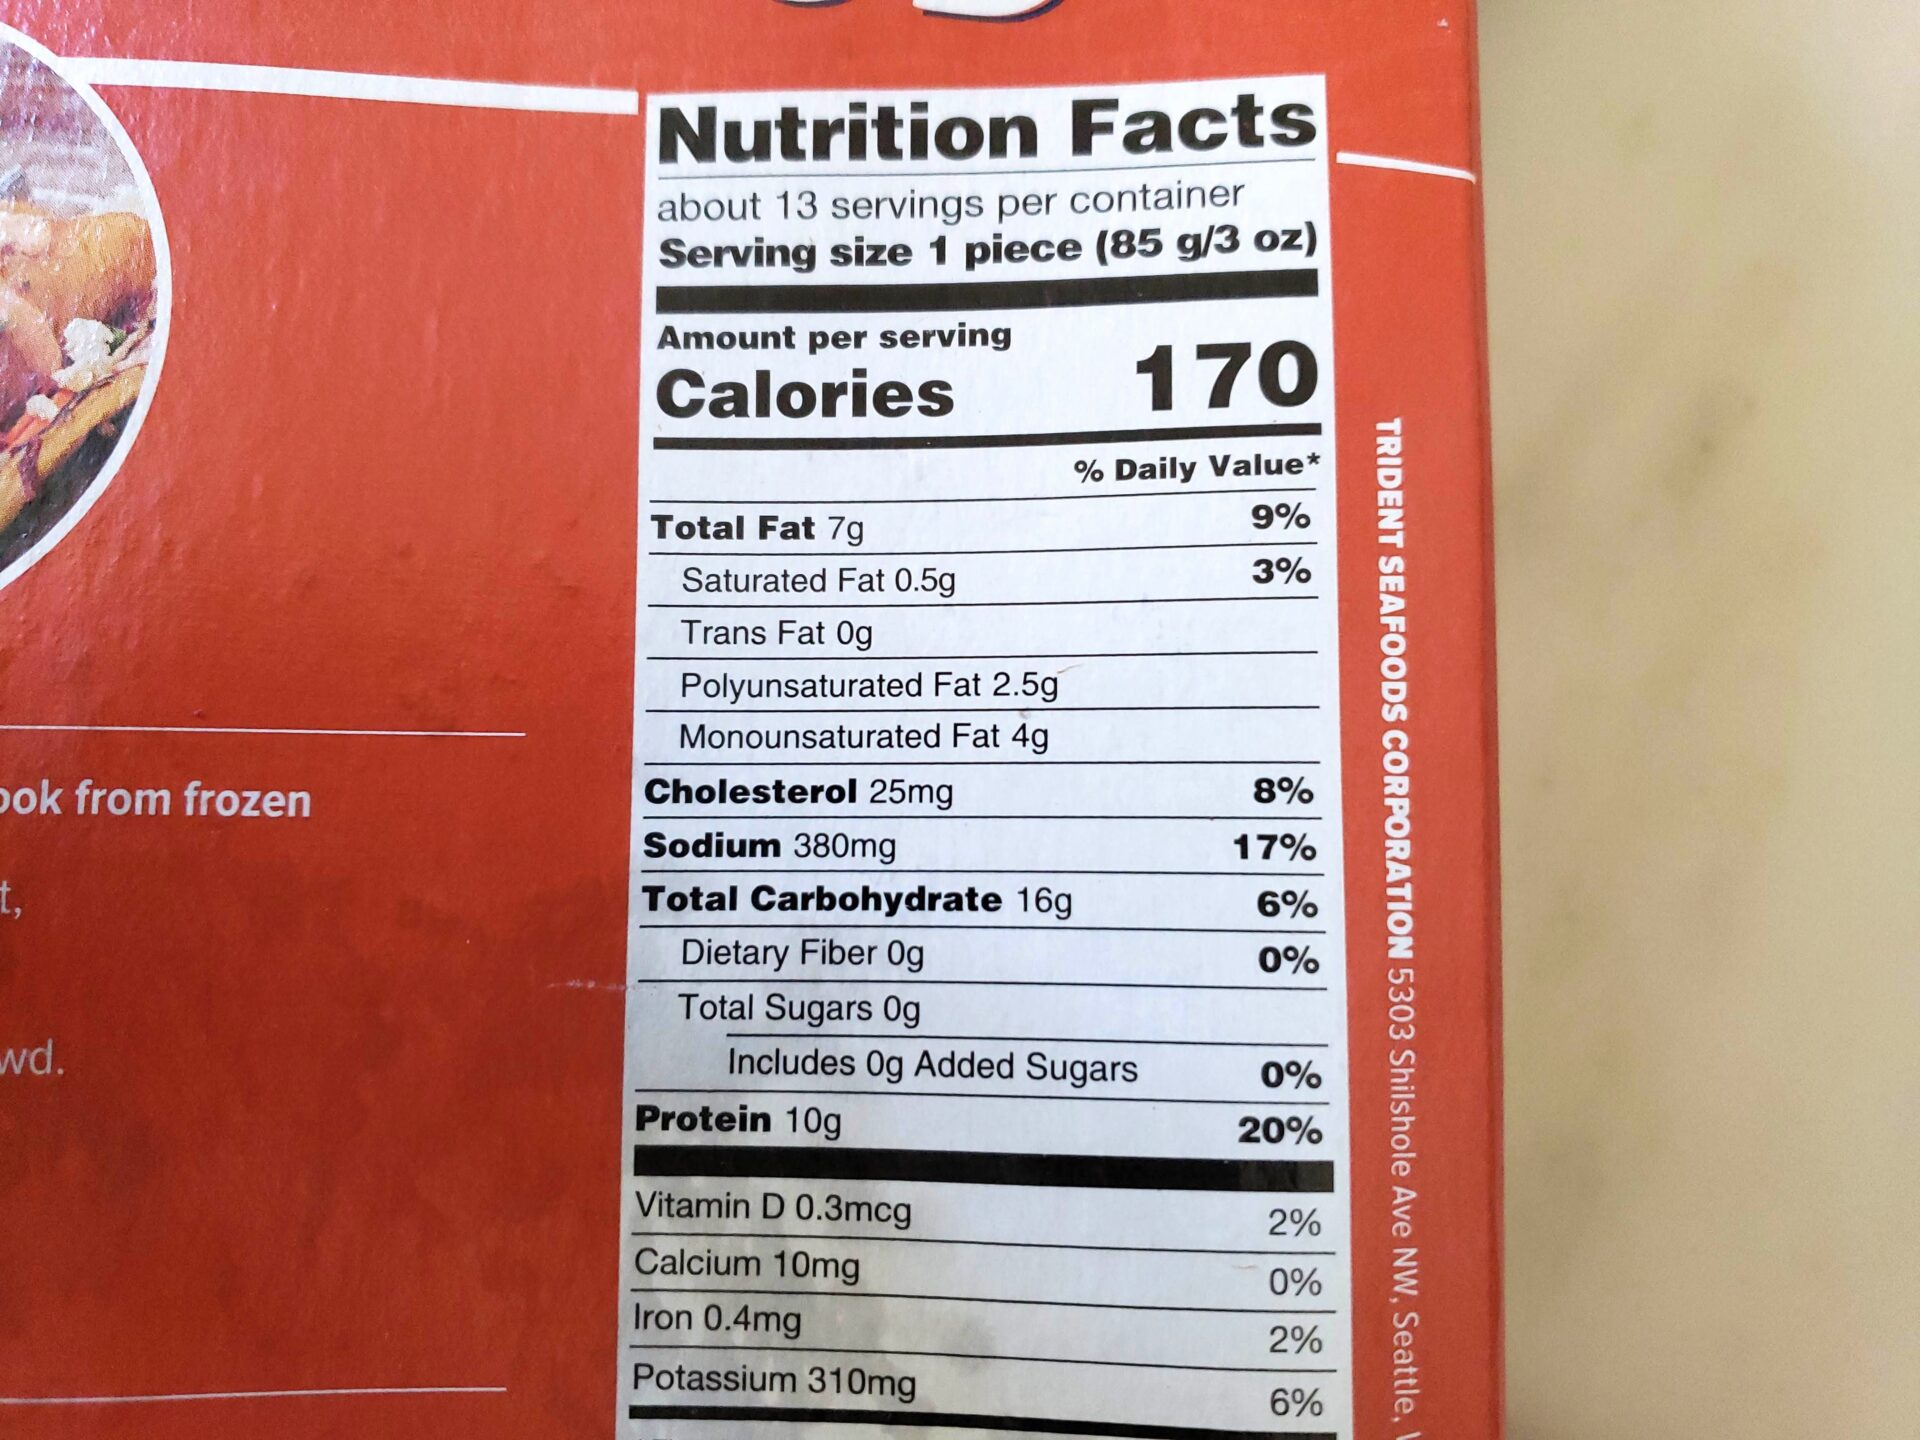 Nutrition Facts
about 13 servings per container
Serving size 1 piece (85 g/3 oz)
Amount per serving
Calories 170
% Daily Value*
Total Fat 7g 9%
Saturated Fat 0.5g 3%
Trans Fat 0g
Polyunsaturated Fat 2.5g
Monounsaturated Fat 4g
Cholesterol 25mg 8%
Sodium 380mg 17%
Total Carbohydrate 16g 6%
Dietary Fiber 0g 0%
Total Sugars 0g
Includes 0g Added Sugars 0%
Protein 10g 20%
Vitamin D 0.3mcg 2%
Calcium 10mg 0%
Iron 0.4mg 2%
Potassium 310mg 6%
from frozen
TRIDENT SEAFOODS CORPORATION 5303 Shilshole Ave NW, Seattle,